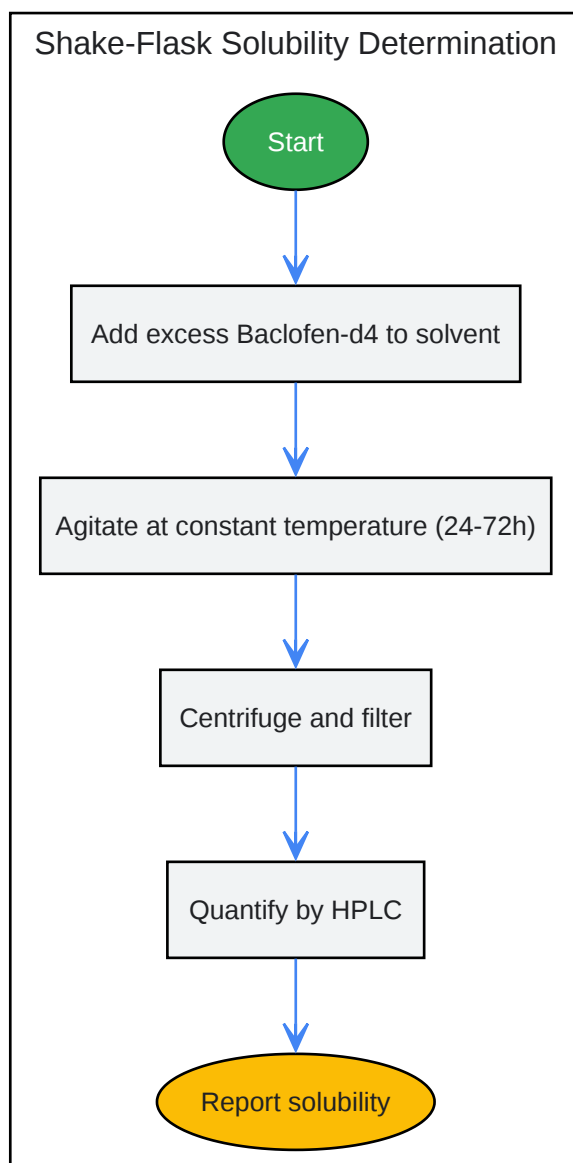 Shake-Flask Solubility Determination
Start
Add excess Baclofen-d4 to solvent
Agitate at constant temperature (24-72h)
Centrifuge and filter
Quantify by HPLC
Report solubility